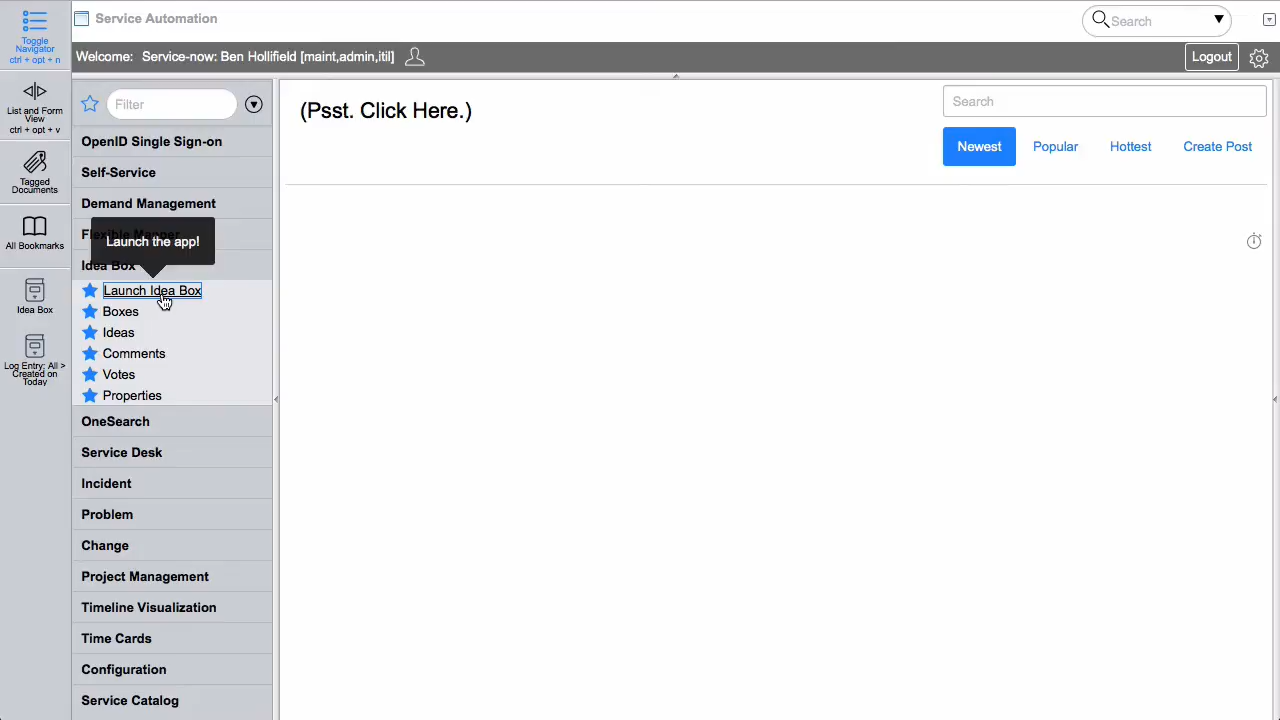 Toggle
Navigator
ctrl + opt + n
List and Form
View
ctrl + opt + v
Tagged
Documents
All Bookmarks
Idea Box
Log Entry: All >
Created on
Today
Service Automation
Search
Welcome: Service-now: Ben Hollifield [maint,admin,itil]
Logout
Filter
OpenID Single Sign-on
Self-Service
Demand Management
Launch the app!
Idea Box
Launch Idea Box
Boxes
Ideas
Comments
Votes
Properties
OneSearch
Service Desk
Incident
Problem
Change
Project Management
Timeline Visualization
Time Cards
Configuration
Service Catalog
(Psst. Click Here.)
Search
Newest
Popular
Hottest
Create Post